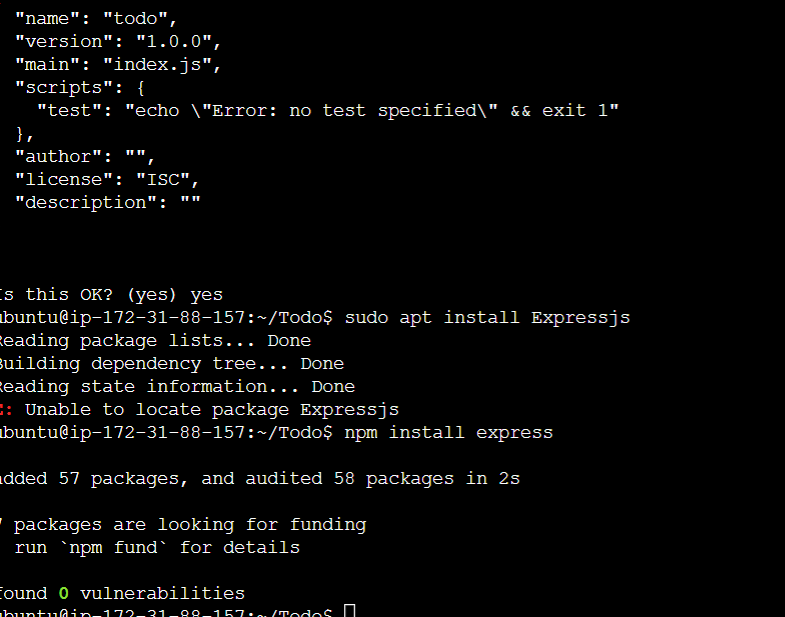 "name": "todo",
"version": "1.0.0",
"main": "index.js",
"scripts": {
"test": "echo \"Error: no test specified\" && exit 1"
},
"author": "",
"license": "ISC",
"description": ""
Is this OK? (yes) yes
ubuntu@ip-172-31-88-157:~/Todo$ sudo apt install Expressjs
Reading package lists... Done
Building dependency tree... Done
Reading state information... Done
E: Unable to locate package Expressjs
ubuntu@ip-172-31-88-157:~/Todo$ npm install express
added 57 packages, and audited 58 packages in 2s
7 packages are looking for funding
run `npm fund` for details
found 0 vulnerabilities
ubuntu@ip-172-31-88-157:~/Todo$